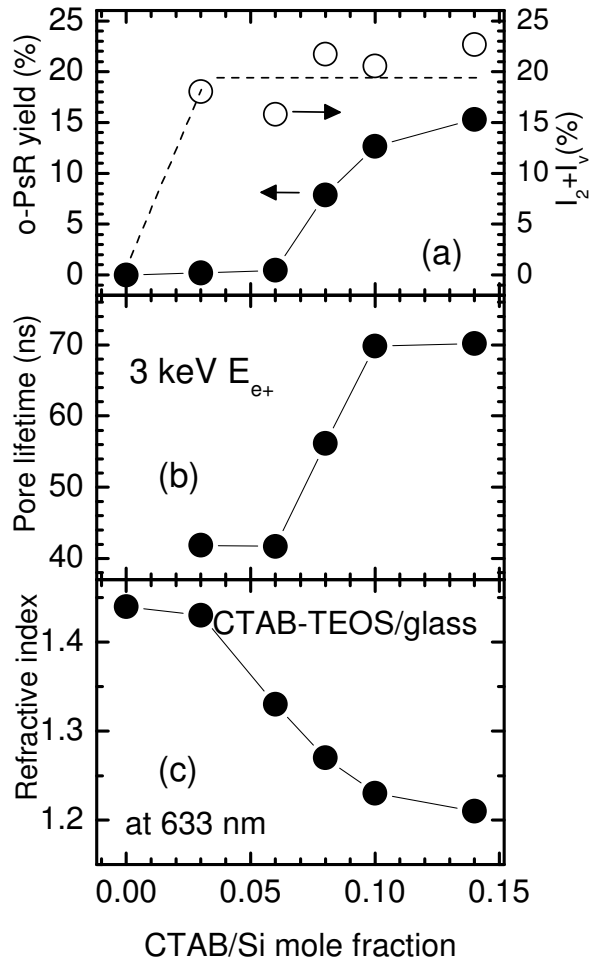 o-PsR yield (%)
25
20
15
10
5
0
25
20
15
10
5
0
I2+Iv(%)
(a)
Pore lifetime (ns)
70
60
50
40
3 keV Ee+
(b)
Refractive index
1.4
1.3
1.2
CTAB-TEOS/glass
(c)
at 633 nm
0.00 0.05 0.10 0.15
CTAB/Si mole fraction